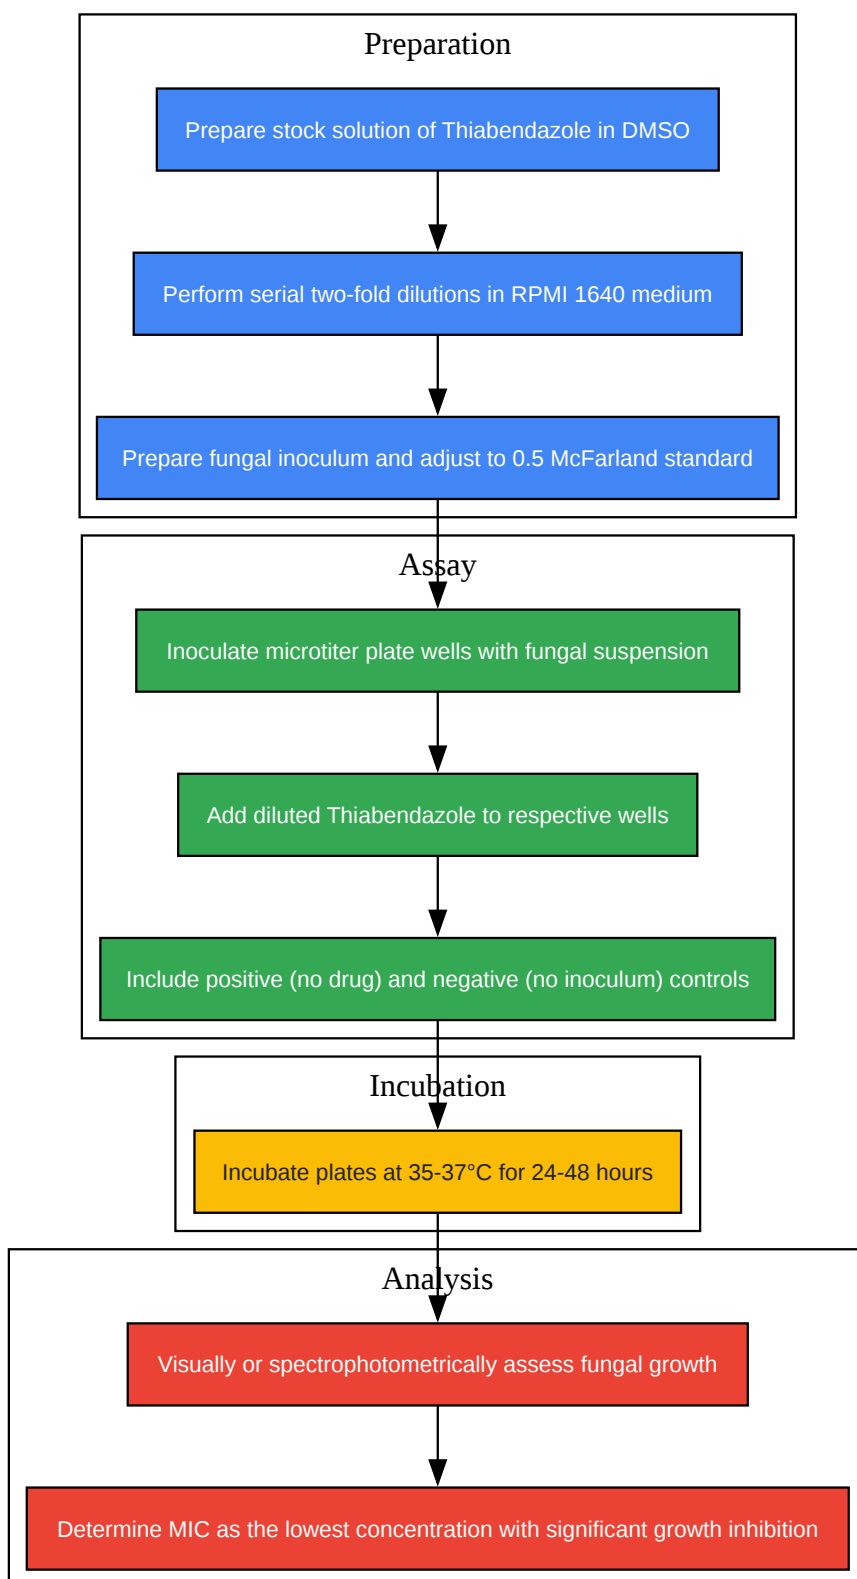 Preparation
Prepare stock solution of Thiabendazole in DMSO
Perform serial two-fold dilutions in RPMI 1640 medium
Prepare fungal inoculum and adjust to 0.5 McFarland standard
Assay
Inoculate microtiter plate wells with fungal suspension
Add diluted Thiabendazole to respective wells
Include positive (no drug) and negative (no inoculum) controls
Incubation
Incubate plates at 35-37°C for 24-48 hours
Analysis
Visually or spectrophotometrically assess fungal growth
Determine MIC as the lowest concentration with significant growth inhibition